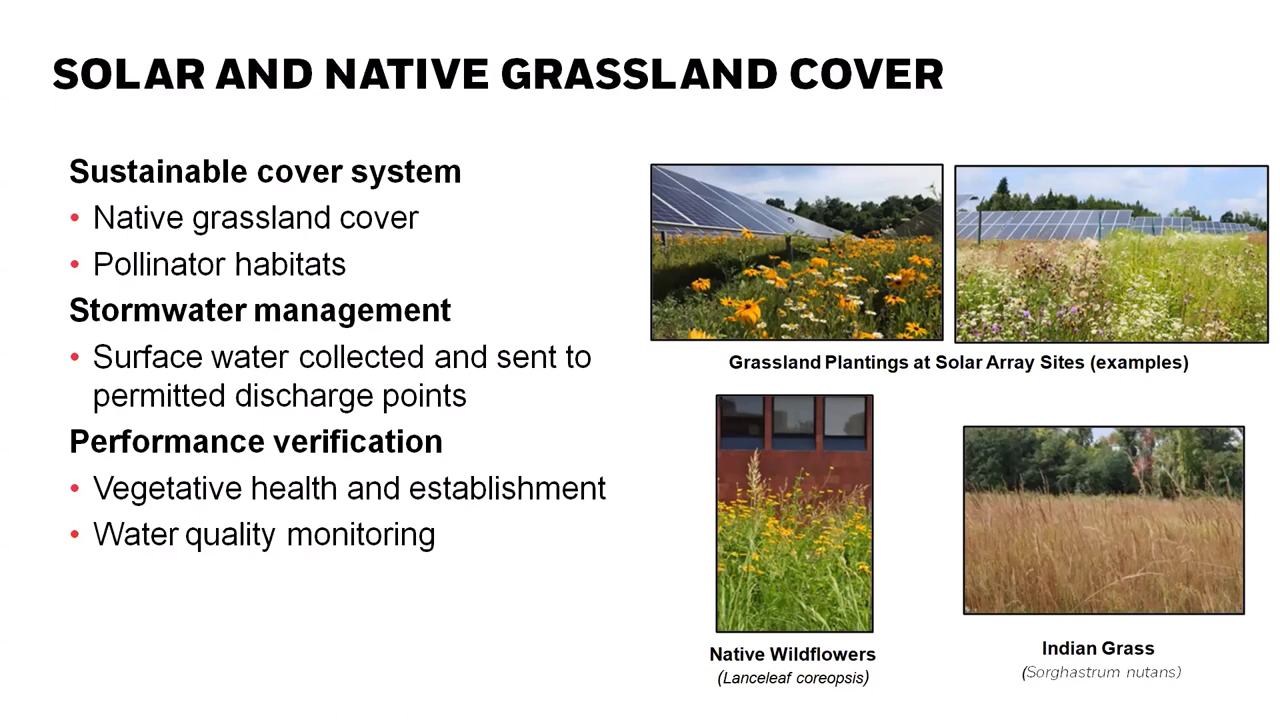 SOLAR AND NATIVE GRASSLAND COVER
Sustainable cover system
• Native grassland cover
• Pollinator habitats
Stormwater management
• Surface water collected and sent to
permitted discharge points
Performance verification
• Vegetative health and establishment
• Water quality monitoring
Grassland Plantings at Solar Array Sites (examples)
Native Wildflowers
(Lanceleaf coreopsis)
Indian Grass
(Sorghastrum nutans)